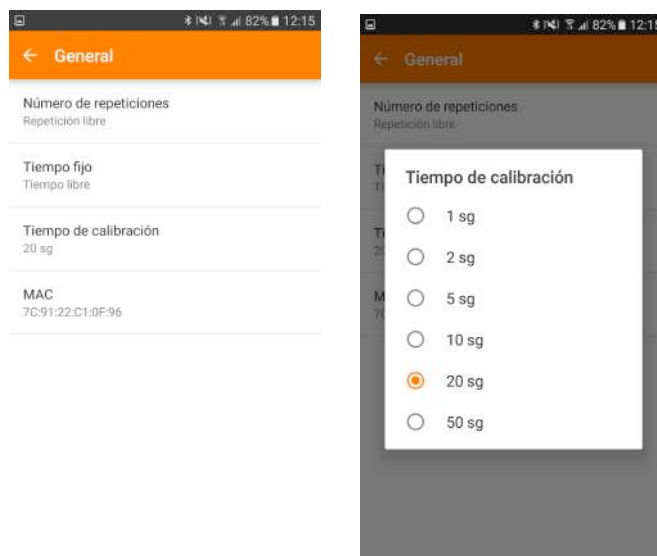 82% 12:15
← General
Número de repeticiones
Repetición libre
Tiempo fijo
Tiempo libre
Tiempo de calibración
20 sg
MAC
7C:91:22:C1:0F:96
82% 12:15
← General
Número de repeticiones
Repetición libre
Tiempo de calibración
1 sg
2 sg
5 sg
10 sg
20 sg
50 sg